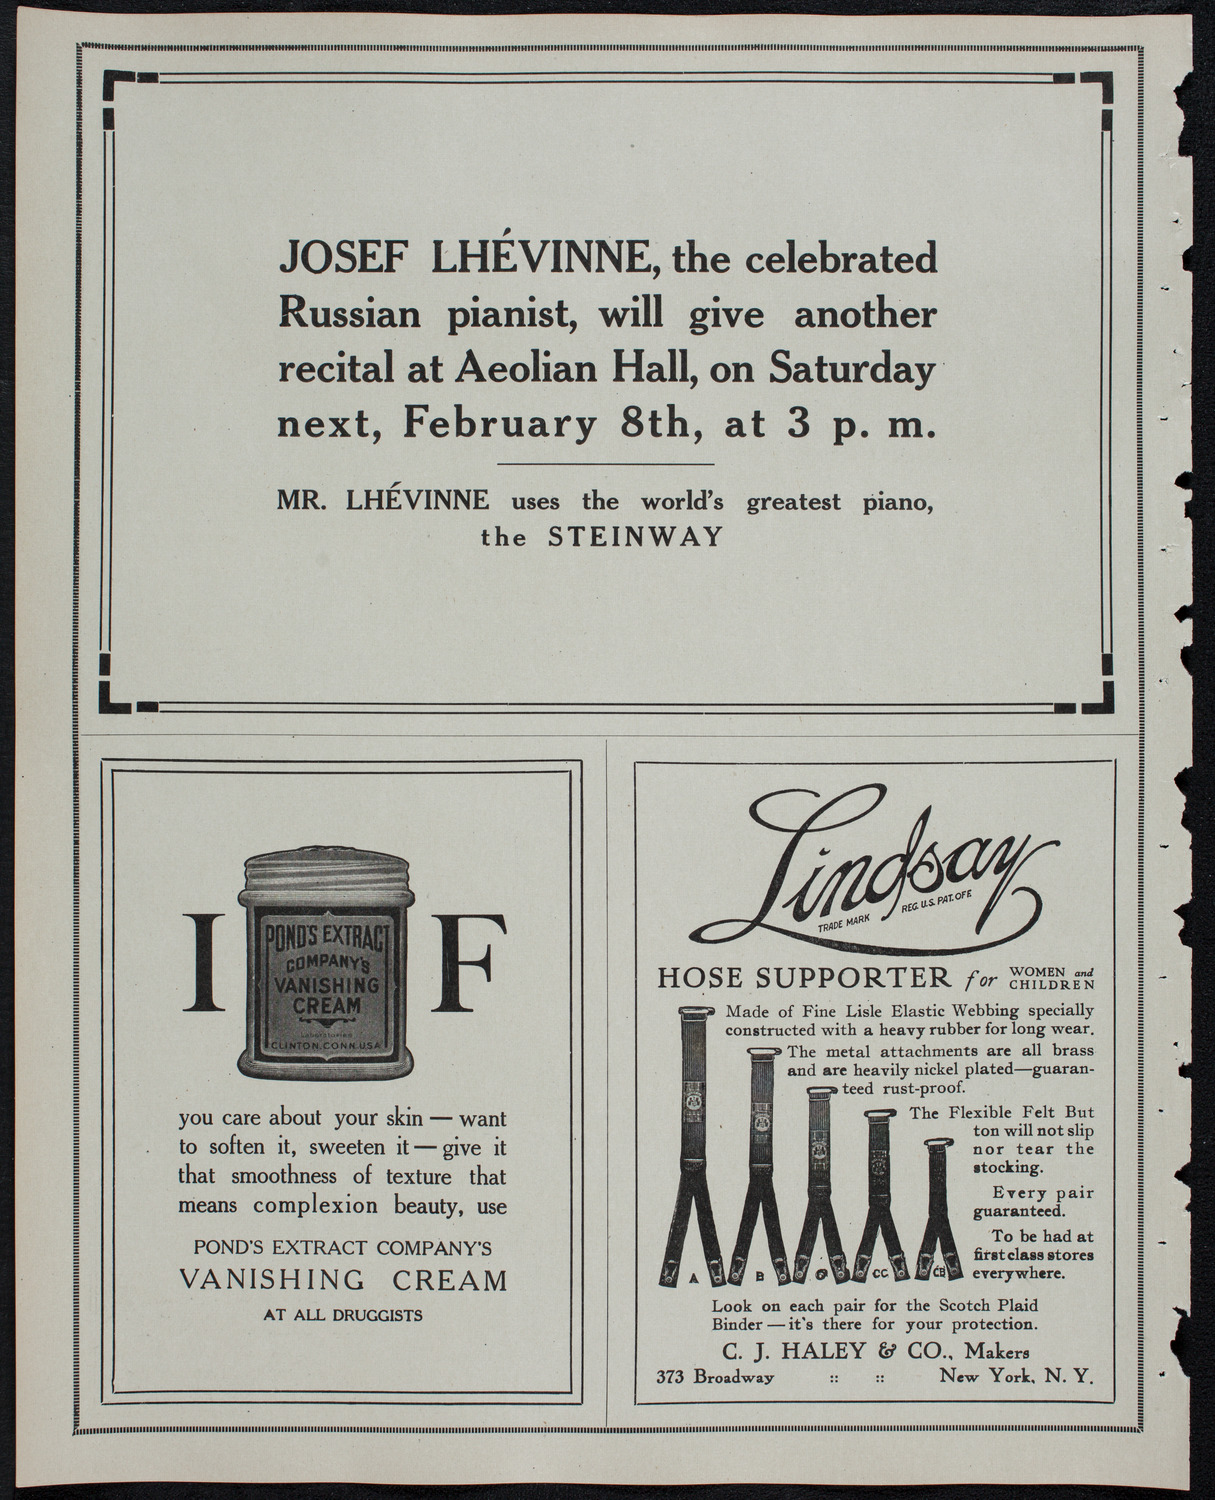 JOSEF LHÉVINNE, the celebrated
Russian pianist, will give another
recital at Aeolian Hall, on Saturday
next, February 8th, at 3 p. m.
MR. LHÉVINNE uses the world's greatest piano,
the STEINWAY
I F
POND'S EXTRACT
COMPANY'S
VANISHING
CREAM
CLINTON.CONN.USA
you care about your skin — want
to soften it, sweeten it — give it
that smoothness of texture that
means complexion beauty, use
POND'S EXTRACT COMPANY'S
VANISHING CREAM
AT ALL DRUGGISTS
Lindsay
TRADE MARK REG. U.S. PAT. OFF.
HOSE SUPPORTER for WOMEN and CHILDREN
Made of Fine Lisle Elastic Webbing specially
constructed with a heavy rubber for long wear.
The metal attachments are all brass
and are heavily nickel plated—guaran-
teed rust-proof.
The Flexible Felt But
ton will not slip
nor tear the
stocking.
Every pair
guaranteed.
To be had at
first class stores
everywhere.
A B C CC CB
Look on each pair for the Scotch Plaid
Binder — it's there for your protection.
C. J. HALEY & CO., Makers
373 Broadway :: :: New York, N. Y.